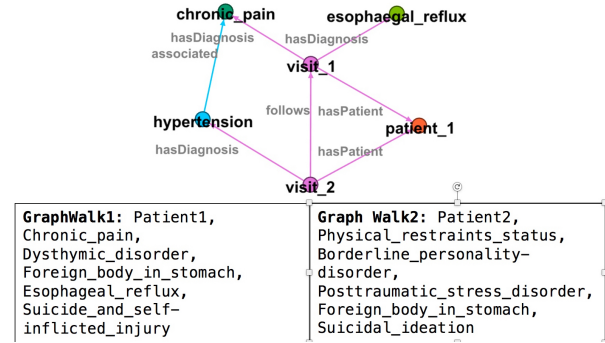 chronic_pain
esophaegal_reflux
hasDiagnosis
hasDiagnosis
associated
visit_1
follows
hasPatient
hypertension
patient_1
hasDiagnosis
hasPatient
visit_2
GraphWalk1: Patient1,
Chronic_pain,
Dysthymic_disorder,
Foreign_body_in_stomach,
Esophageal_reflux,
Suicide_and_self-
inflicted_injury
Graph Walk2: Patient2,
Physical_restraints_status,
Borderline_personality-
disorder,
Posttraumatic_stress_disorder,
Foreign_body_in_stomach,
Suicidal_ideation